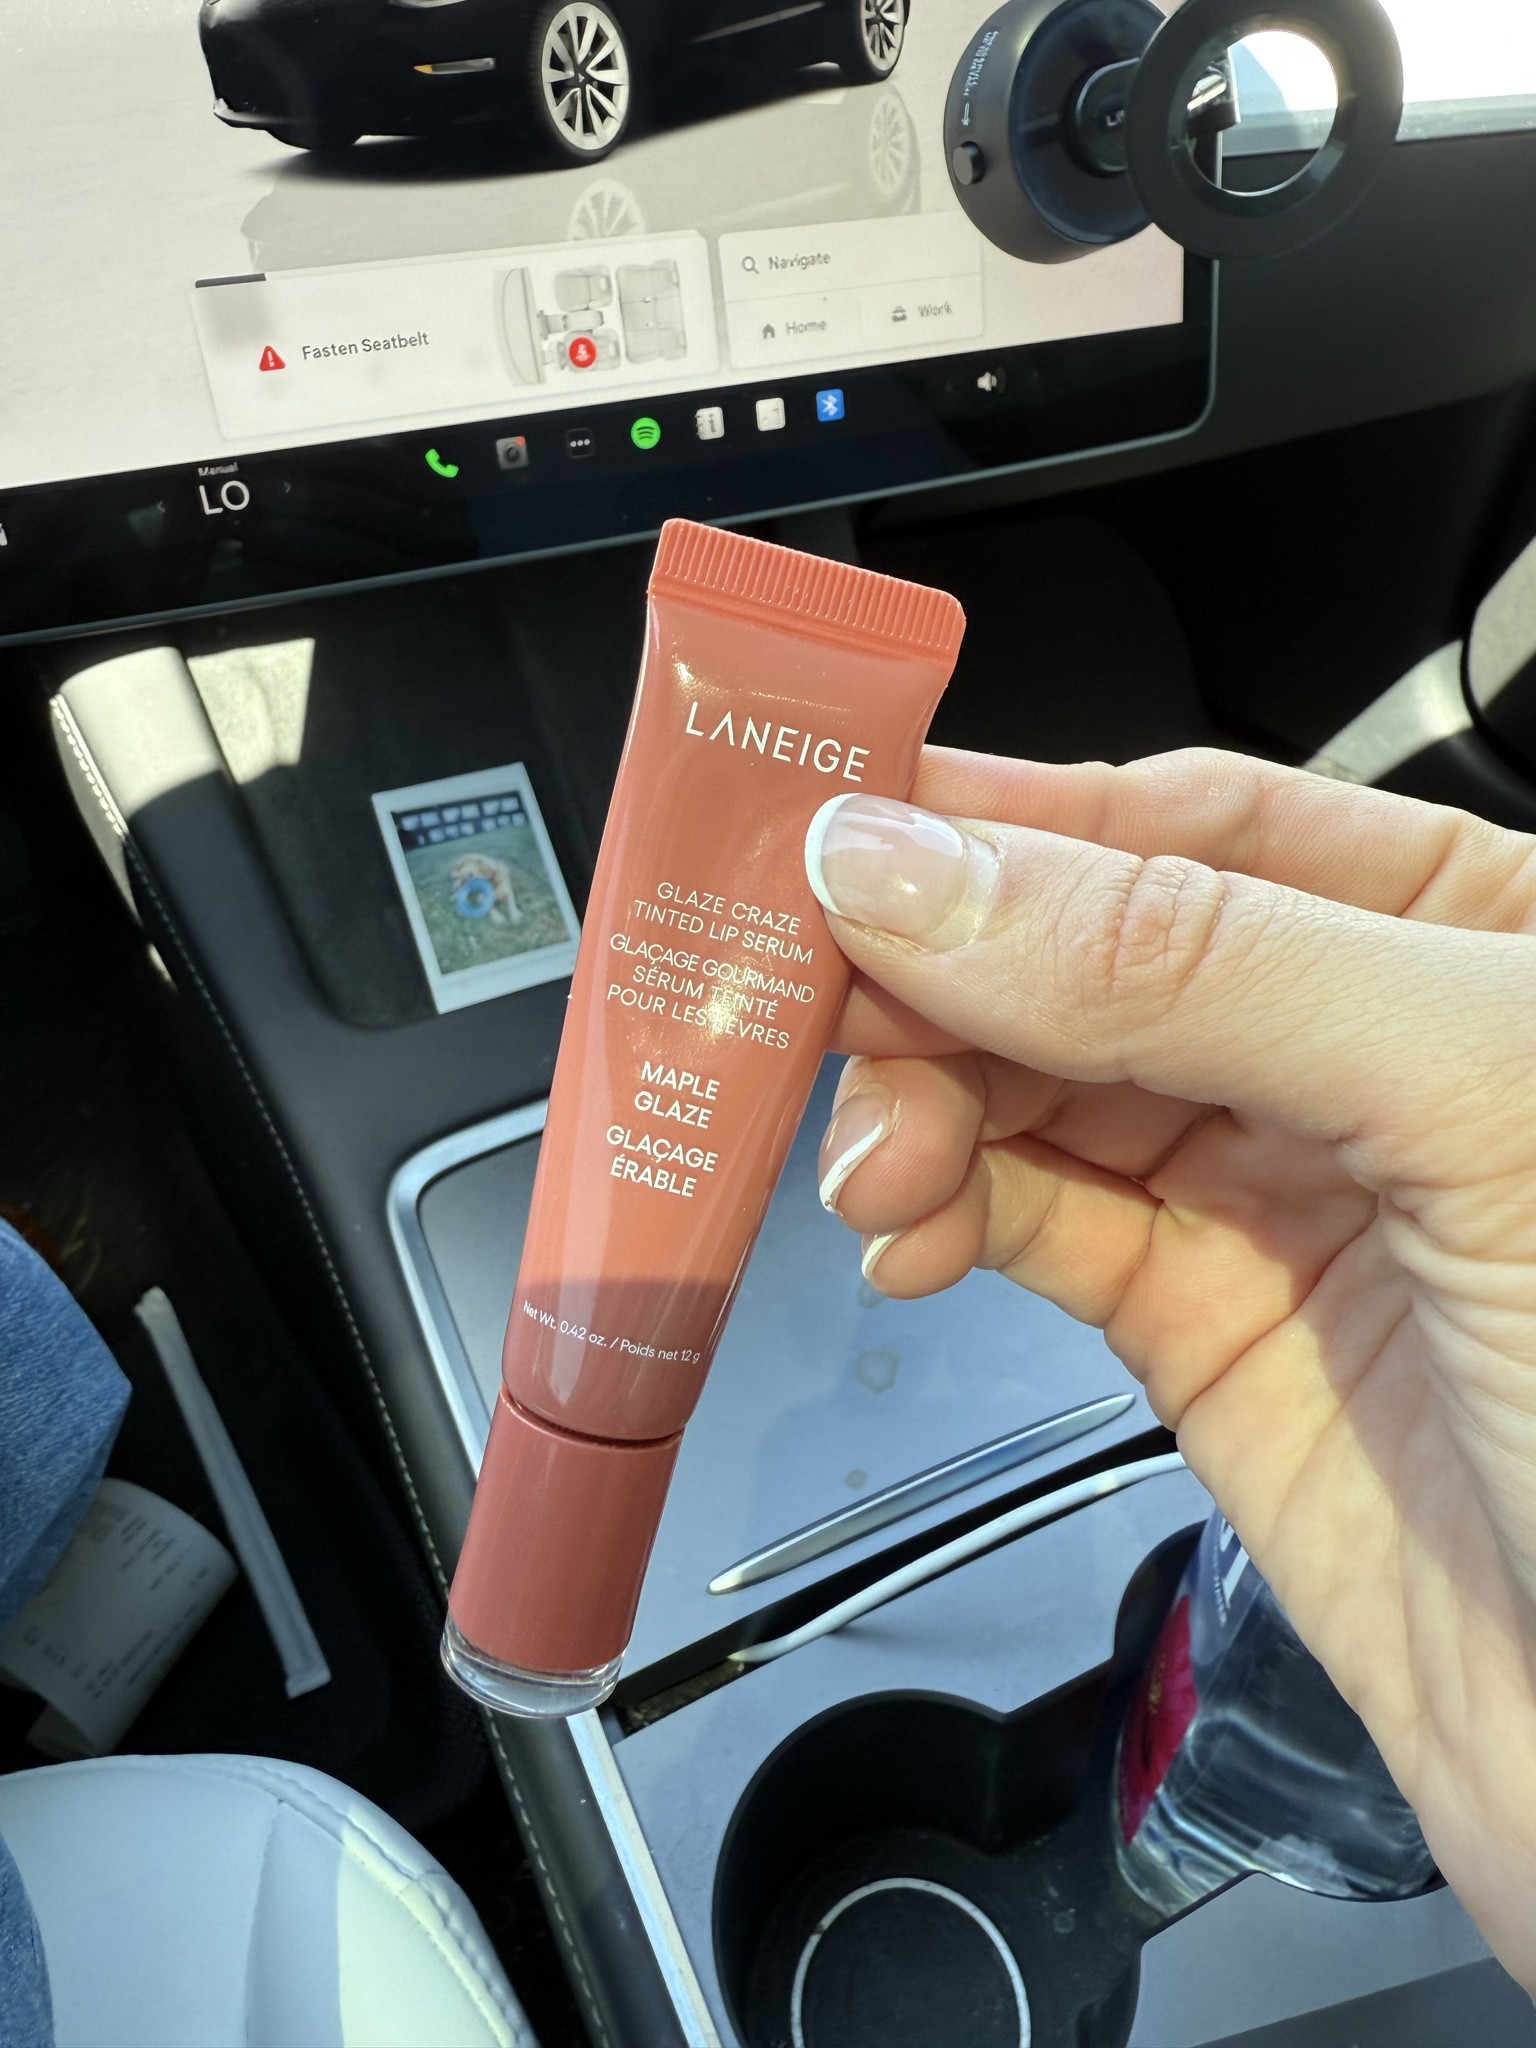 Fasten Seatbelt
Navigate
Home
Work
Manual
LO
LANEIGE
GLAZE CRAZE
TINTED LIP SERUM
GLAÇAGE GOURMAND
SÉRUM TEINTÉ
POUR LES LÈVRES
MAPLE
GLAZE
GLAÇAGE
ÉRABLE
Net Wt. 0.42 oz. / Poids net 12 g